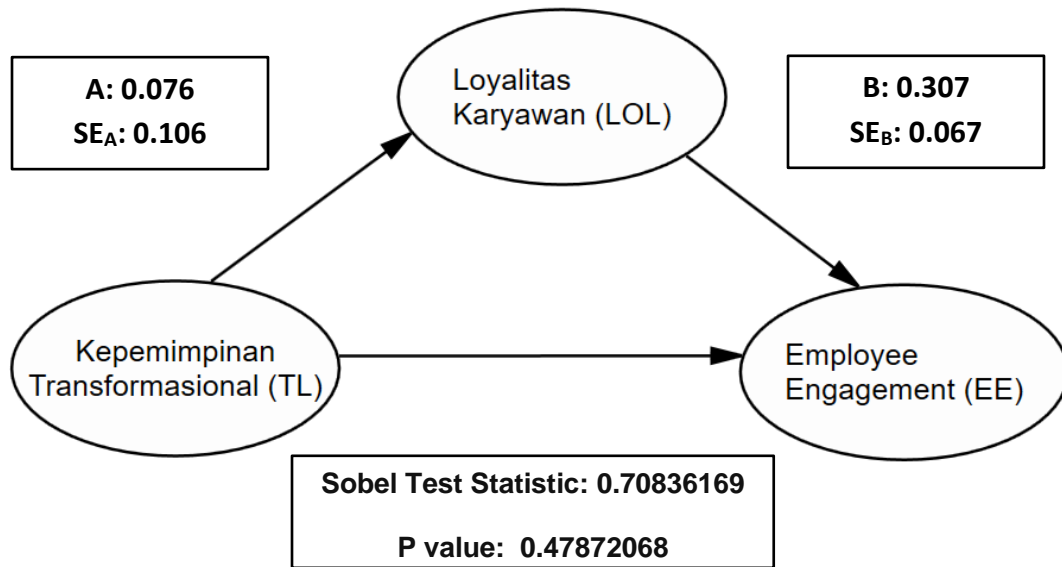 A: 0.076
SEA: 0.106
Loyalitas
Karyawan (LOL)
B: 0.307
SEB: 0.067
Kepemimpinan
Transformasional (TL)
Employee
Engagement (EE)
Sobel Test Statistic: 0.70836169
P value: 0.47872068